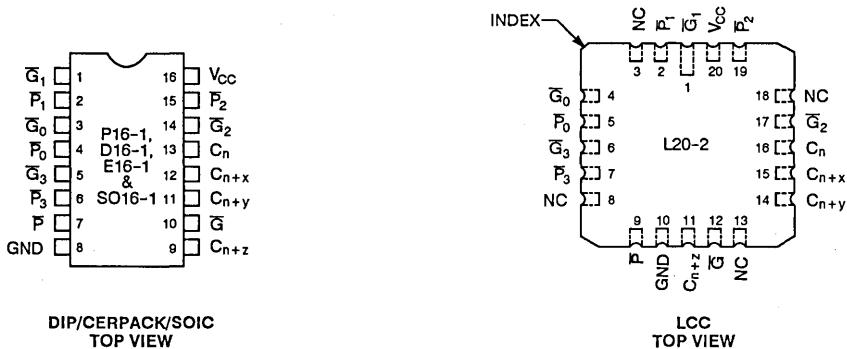 G̅1 1 16 VCC
P̅1 2 15 P̅2
G̅0 3 14 G̅2
P̅0 4 13 Cn
G̅3 5 12 Cn+x
P̅3 6 11 Cn+y
P̅ 7 10 G̅
GND 8 9 Cn+z
P16-1,
D16-1,
E16-1
&
SO16-1
DIP/CERPACK/SOIC
TOP VIEW
INDEX
NC P̅1 G̅1 VCC P̅2
3 2 1 20 19
G̅0 4 18 NC
P̅0 5 17 G̅2
G̅3 6 16 Cn
P̅3 7 15 Cn+x
NC 8 14 Cn+y
L20-2
9 10 11 12 13
P̅ GND Cn+z G̅ NC
LCC
TOP VIEW